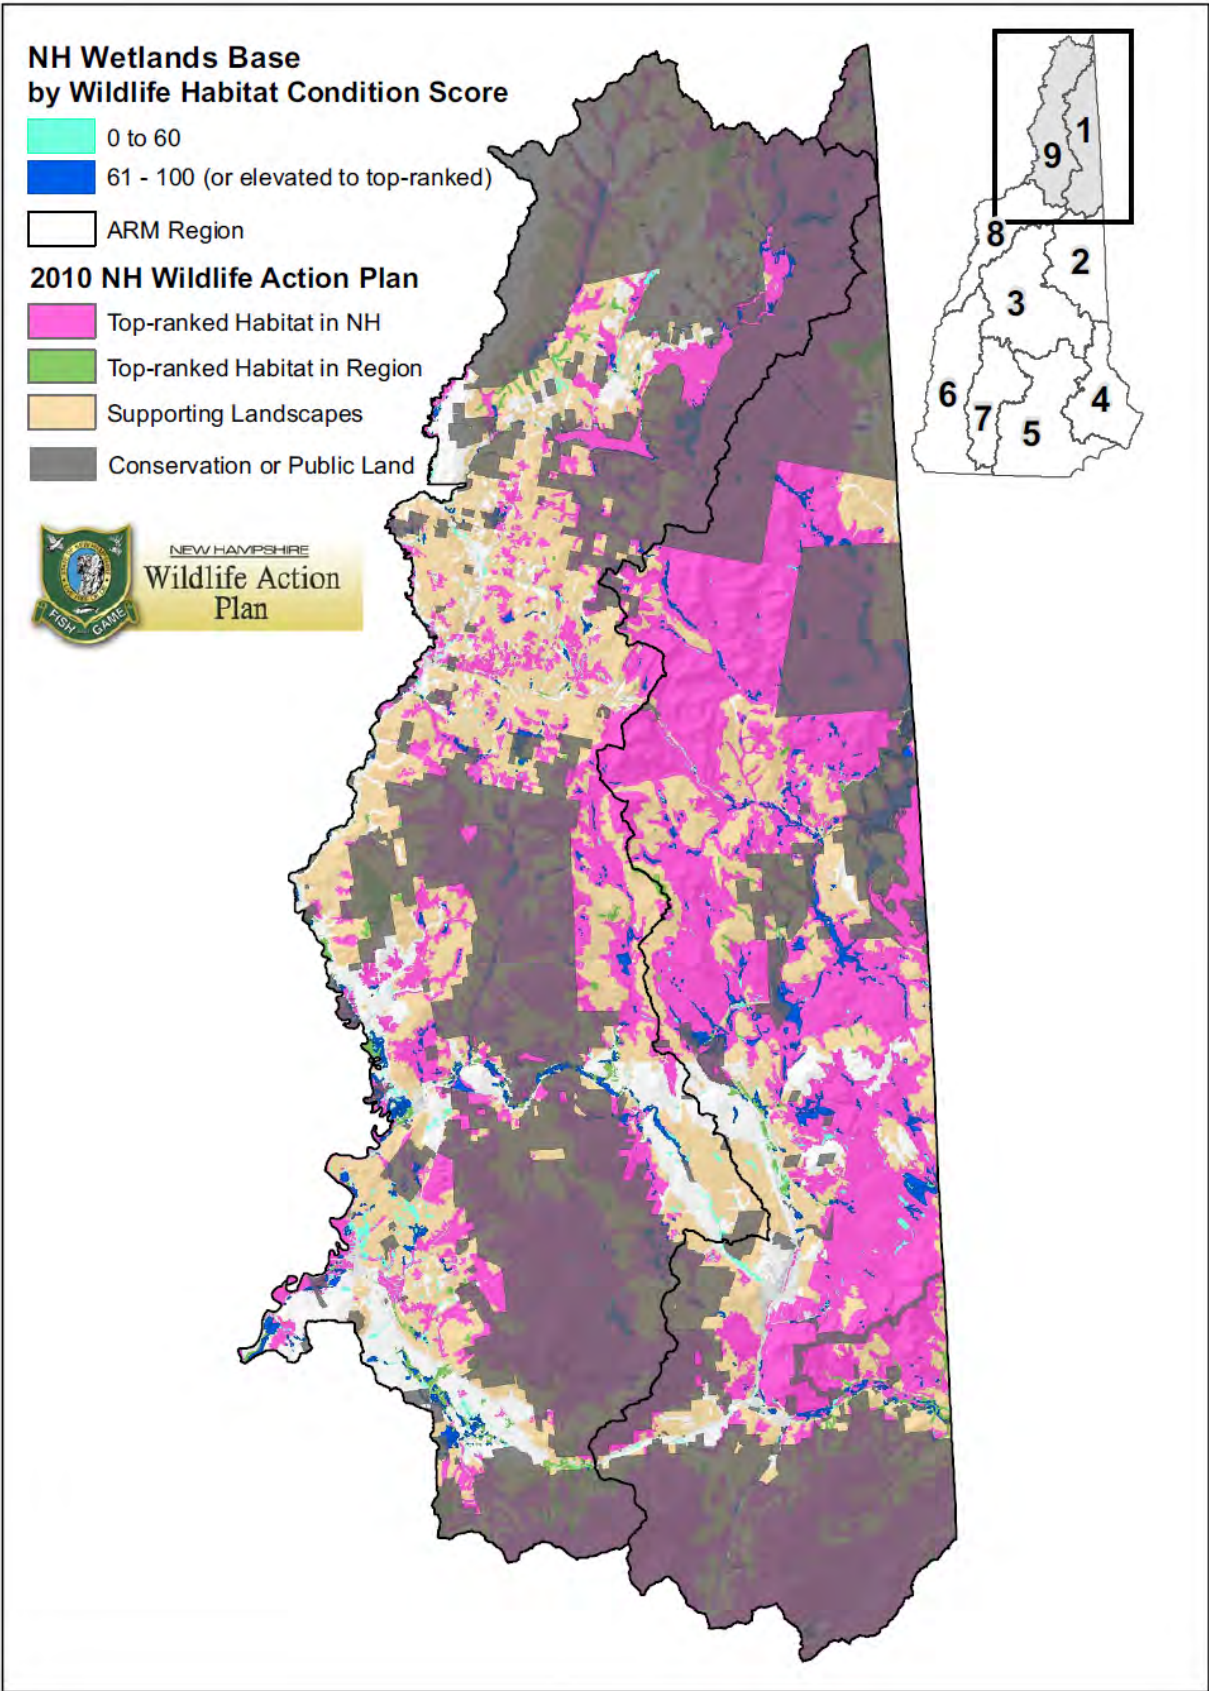 NH Wetlands Base
by Wildlife Habitat Condition Score
0 to 60
61 - 100 (or elevated to top-ranked)
ARM Region
2010 NH Wildlife Action Plan
Top-ranked Habitat in NH
Top-ranked Habitat in Region
Supporting Landscapes
Conservation or Public Land
NEW HAMPSHIRE
Wildlife Action
Plan
FISH AND GAME
1
9
8
2
3
6
7
5
4